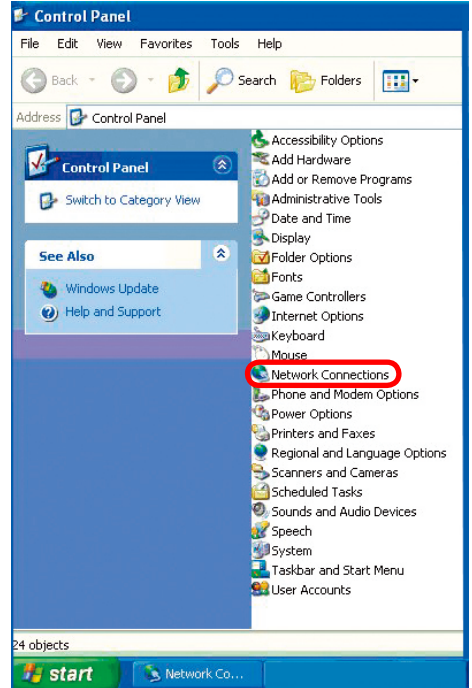 Control Panel
File Edit View Favorites Tools Help
Back Search Folders
Address Control Panel
Control Panel
Switch to Category View
See Also
Windows Update
Help and Support
Accessibility Options
Add Hardware
Add or Remove Programs
Administrative Tools
Date and Time
Display
Folder Options
Fonts
Game Controllers
Internet Options
Keyboard
Mouse
Network Connections
Phone and Modem Options
Power Options
Printers and Faxes
Regional and Language Options
Scanners and Cameras
Scheduled Tasks
Sounds and Audio Devices
Speech
System
Taskbar and Start Menu
User Accounts
24 objects
start Network Co...